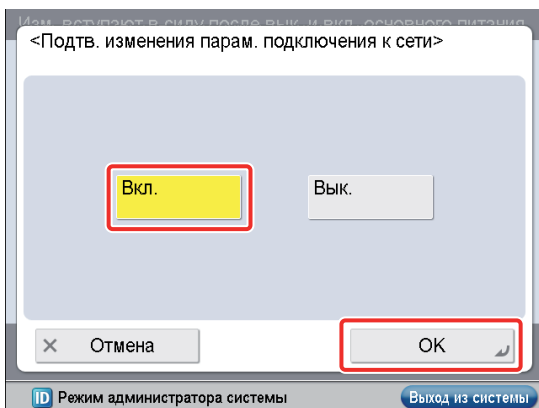 Изм. вступают в силу после вык. и вкл. основного питания
<Подтв. изменения парам. подключения к сети>
Вкл.
Вык.
Отмена
OK
ID Режим администратора системы
Выход из системы